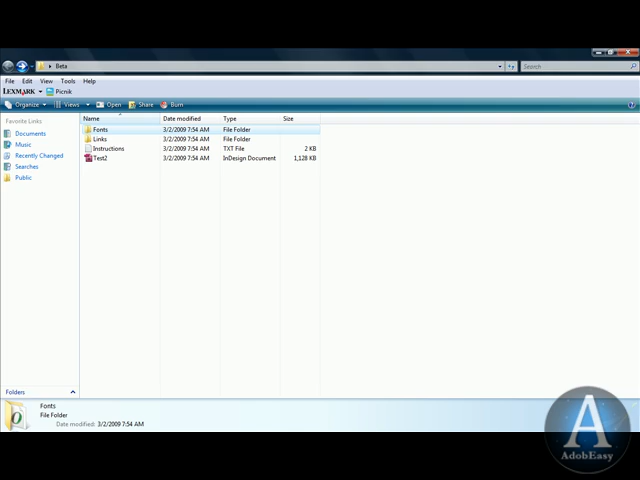 Beta
Search
File Edit View Tools Help
LEXMARK Picnik
Organize Views Open Share Burn
Favorite Links
Documents
Music
Recently Changed
Searches
Public
Folders
Name Date modified Type Size
Fonts 3/2/2009 7:54 AM File Folder
Links 3/2/2009 7:54 AM File Folder
Instructions 3/2/2009 7:54 AM TXT File 2 KB
Test2 3/2/2009 7:54 AM InDesign Document 1,128 KB
Fonts
File Folder
Date modified: 3/2/2009 7:54 AM
A
AdobEasy